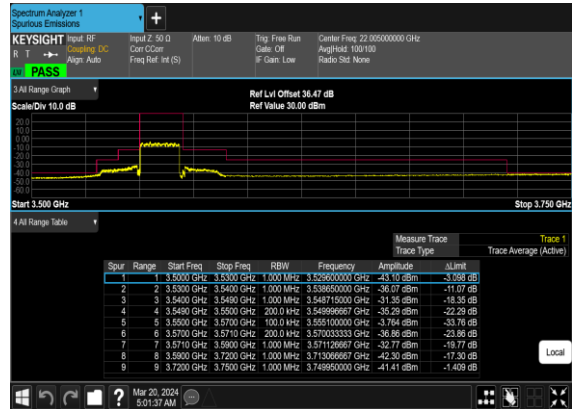 Spectrum Analyzer 1
Spurious Emissions
+
KEYSIGHT Input: RF Input Z: 50 Ω Atten: 10 dB Trig: Free Run Center Freq: 22.005000000 GHz
R T Coupling: DC Corr CCorr Gate: Off Avg|Hold: 100/100
Align: Auto Freq Ref: Int (S) IF Gain: Low Radio Std: None
PASS
3 All Range Graph
Ref Lvl Offset 36.47 dB
Scale/Div 10.0 dB Ref Value 30.00 dBm
20.0
10.0
0.00
-10.0
-20.0
-30.0
-40.0
-50.0
-60.0
Start 3.500 GHz Stop 3.750 GHz
4 All Range Table
Measure Trace Trace 1
Trace Type Trace Average (Active)
Spur Range Start Freq Stop Freq RBW Frequency Amplitude ΔLimit
1 1 3.5000 GHz 3.5300 GHz 1.000 MHz 3.529600000 GHz -43.10 dBm -3.098 dB
2 2 3.5300 GHz 3.5400 GHz 1.000 MHz 3.538650000 GHz -36.07 dBm -11.07 dB
3 3 3.5400 GHz 3.5490 GHz 1.000 MHz 3.548715000 GHz -31.35 dBm -18.35 dB
4 4 3.5490 GHz 3.5500 GHz 200.0 kHz 3.549996667 GHz -35.29 dBm -22.29 dB
5 5 3.5500 GHz 3.5700 GHz 100.0 kHz 3.555100000 GHz -3.764 dBm -33.76 dB
6 6 3.5700 GHz 3.5710 GHz 200.0 kHz 3.570033333 GHz -36.86 dBm -23.86 dB
7 7 3.5710 GHz 3.5900 GHz 1.000 MHz 3.571126667 GHz -32.77 dBm -19.77 dB
8 8 3.5900 GHz 3.7200 GHz 1.000 MHz 3.713066667 GHz -42.30 dBm -17.30 dB
9 9 3.7200 GHz 3.7500 GHz 1.000 MHz 3.749950000 GHz -41.41 dBm -1.409 dB
Local
? Mar 20, 2024
5:01:37 AM